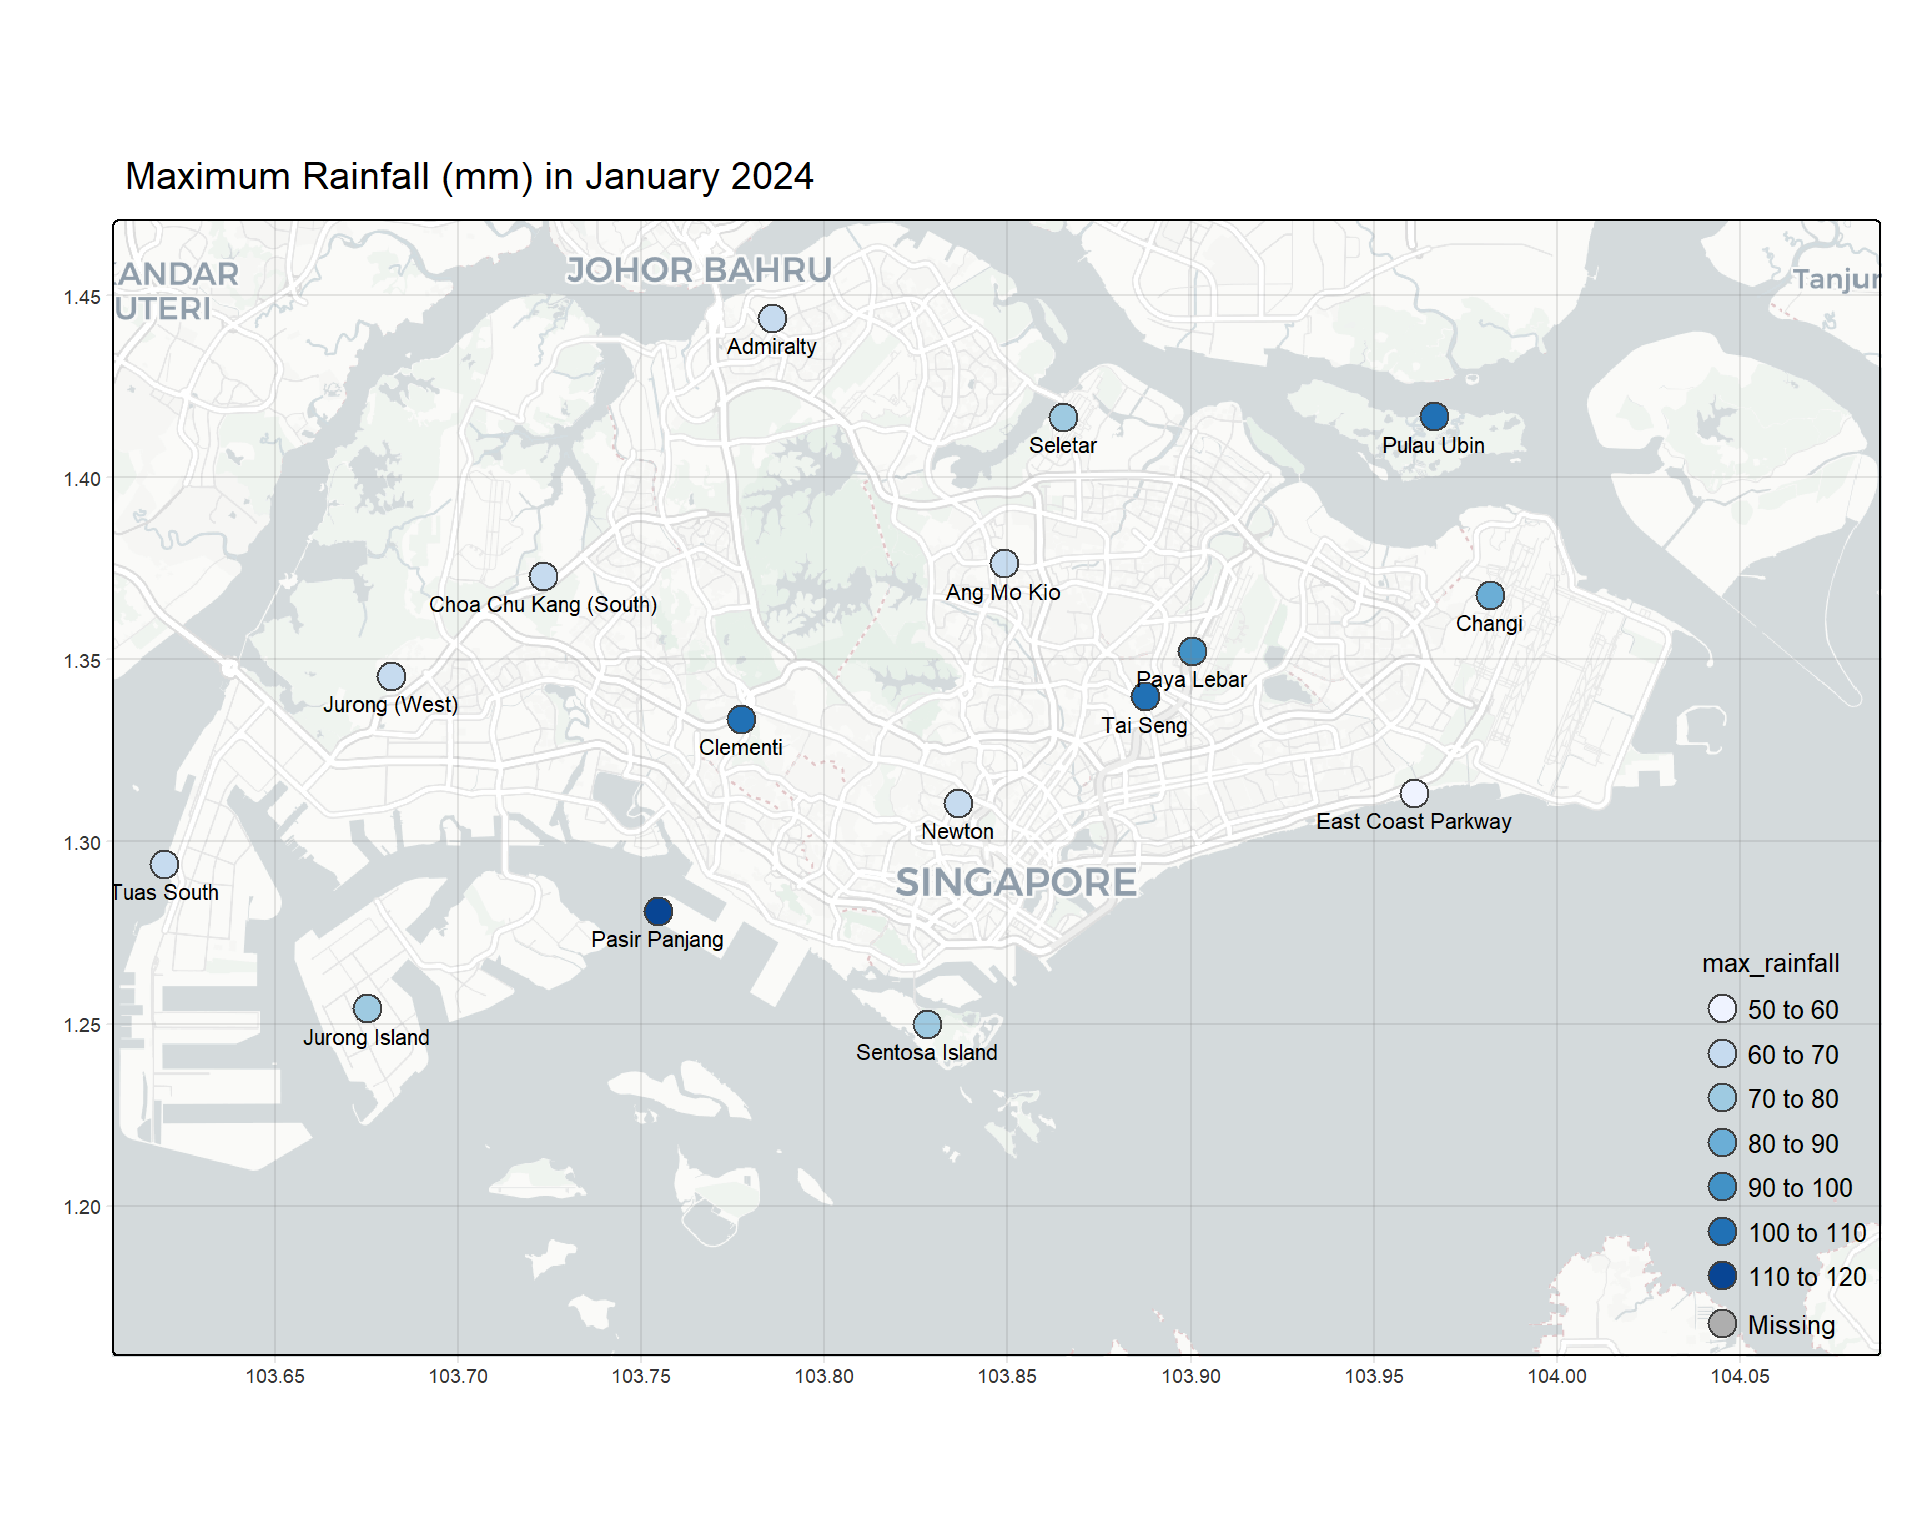 Maximum Rainfall (mm) in January 2024
KANDAR
UTERI
JOHOR BAHRU
Tanjur
1.45
1.40
1.35
1.30
1.25
1.20
Admiralty
Seletar
Pulau Ubin
Choa Chu Kang (South)
Ang Mo Kio
Changi
Jurong (West)
Paya Lebar
Clementi
Tai Seng
Newton
East Coast Parkway
SINGAPORE
Tuas South
Pasir Panjang
Jurong Island
Sentosa Island
max_rainfall
50 to 60
60 to 70
70 to 80
80 to 90
90 to 100
100 to 110
110 to 120
Missing
103.65 103.70 103.75 103.80 103.85 103.90 103.95 104.00 104.05